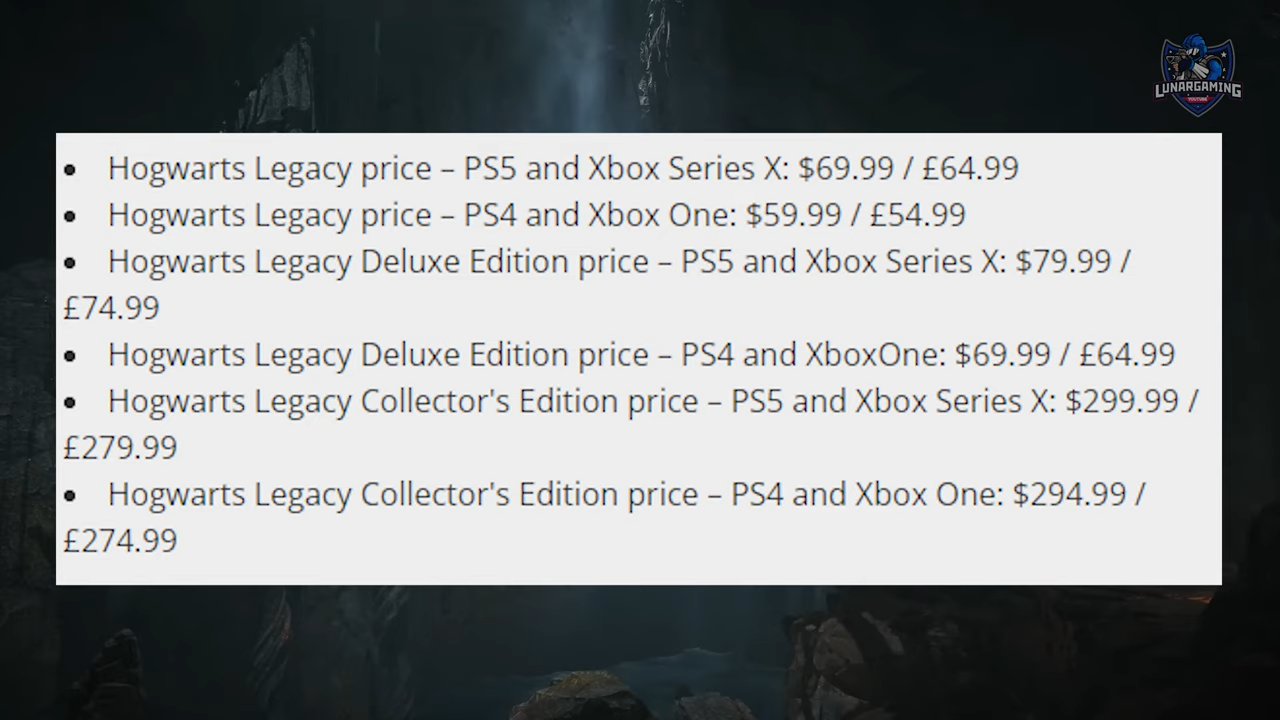 LUNARGAMING
YOUTUBE
• Hogwarts Legacy price – PS5 and Xbox Series X: $69.99 / £64.99
• Hogwarts Legacy price – PS4 and Xbox One: $59.99 / £54.99
• Hogwarts Legacy Deluxe Edition price – PS5 and Xbox Series X: $79.99 /
£74.99
• Hogwarts Legacy Deluxe Edition price – PS4 and XboxOne: $69.99 / £64.99
• Hogwarts Legacy Collector's Edition price – PS5 and Xbox Series X: $299.99 /
£279.99
• Hogwarts Legacy Collector's Edition price – PS4 and Xbox One: $294.99 /
£274.99